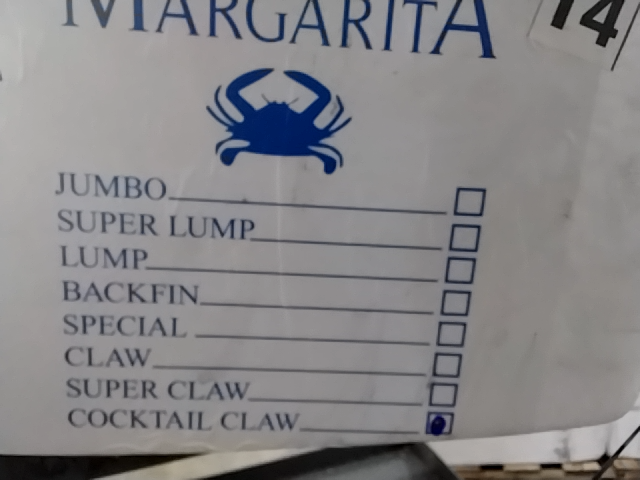 MARGARITA
14
JUMBO
SUPER LUMP
LUMP
BACKFIN
SPECIAL
CLAW
SUPER CLAW
COCKTAIL CLAW